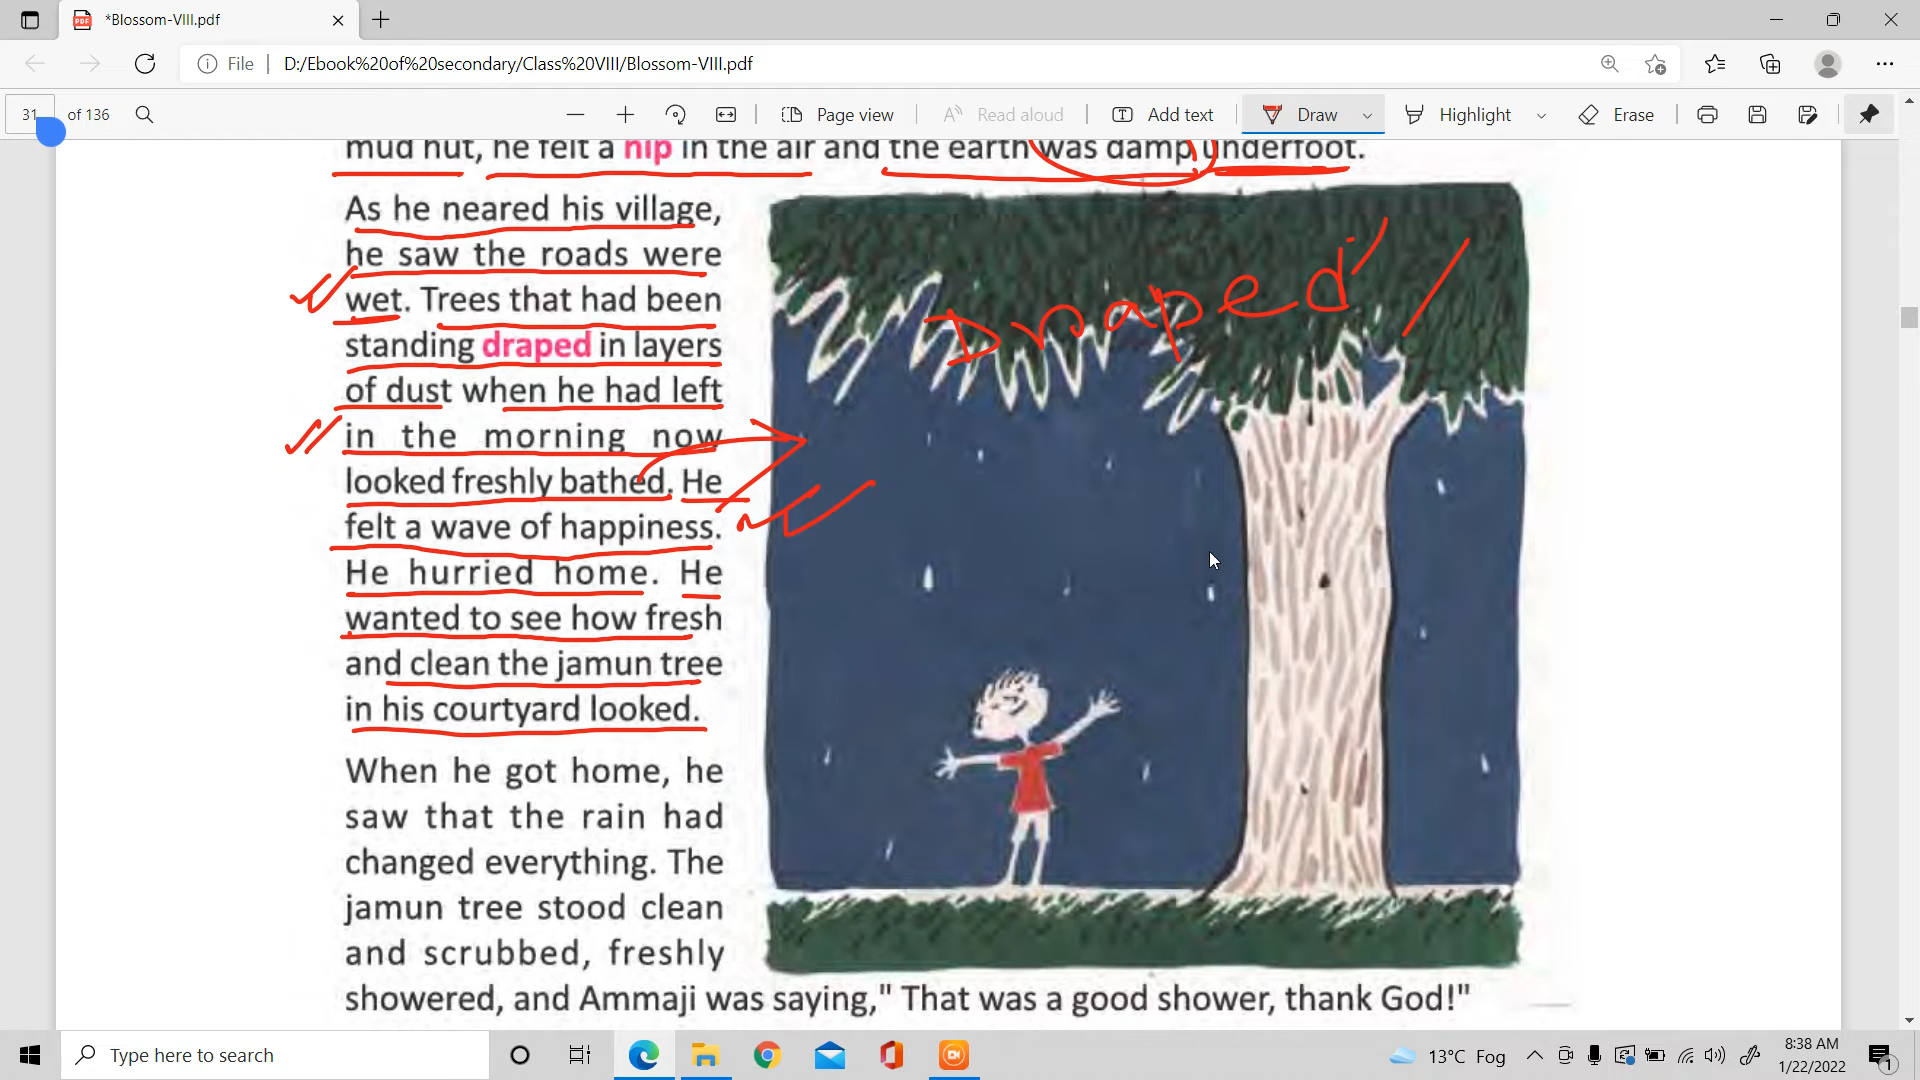 *Blossom-VIII.pdf
File
D:/Ebook%20of%20secondary/Class%20VIII/Blossom-VIII.pdf
31 of 136
Page view
Read aloud
Add text
Draw
Highlight
Erase
mud hut, he felt a nip in the air and the earth was damp underfoot.
As he neared his village,
he saw the roads were
wet. Trees that had been
standing draped in layers
of dust when he had left
in the morning now
looked freshly bathed. He
felt a wave of happiness.
He hurried home. He
wanted to see how fresh
and clean the jamun tree
in his courtyard looked.
Draped
When he got home, he
saw that the rain had
changed everything. The
jamun tree stood clean
and scrubbed, freshly
showered, and Ammaji was saying," That was a good shower, thank God!"
Type here to search
13°C Fog
8:38 AM
1/22/2022
1